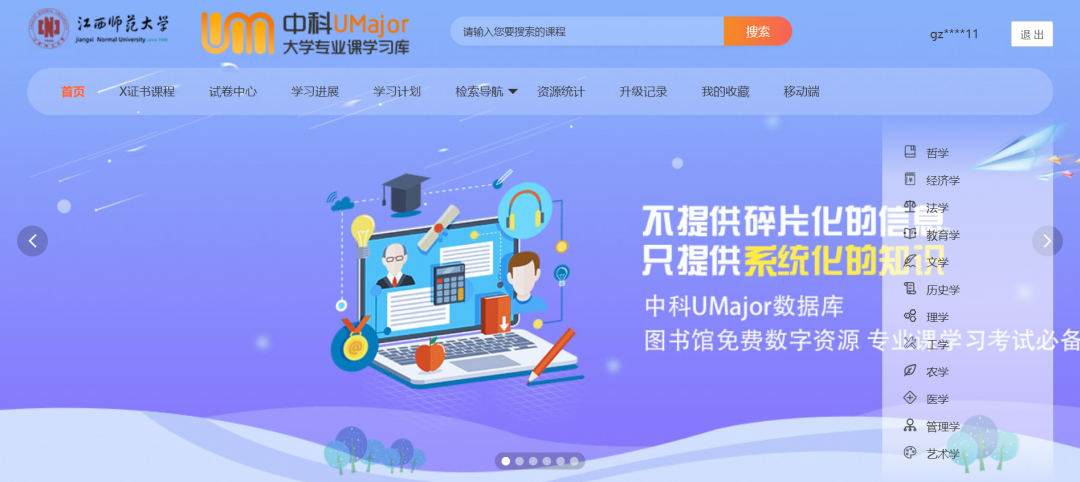 江西师范大学
jiangxi Normal University since 1940
UM
中科UMajor
大学专业课学习库
请输入您要搜索的课程
搜索
gz****11
退 出
首页
X证书课程
试卷中心
学习进展
学习计划
检索导航
资源统计
升级记录
我的收藏
移动端
不提供碎片化的信息
只提供系统化的知识
中科UMajor数据库
图书馆免费数字资源 专业课学习考试必备
哲学
经济学
法学
教育学
文学
历史学
理学
工学
农学
医学
管理学
艺术学